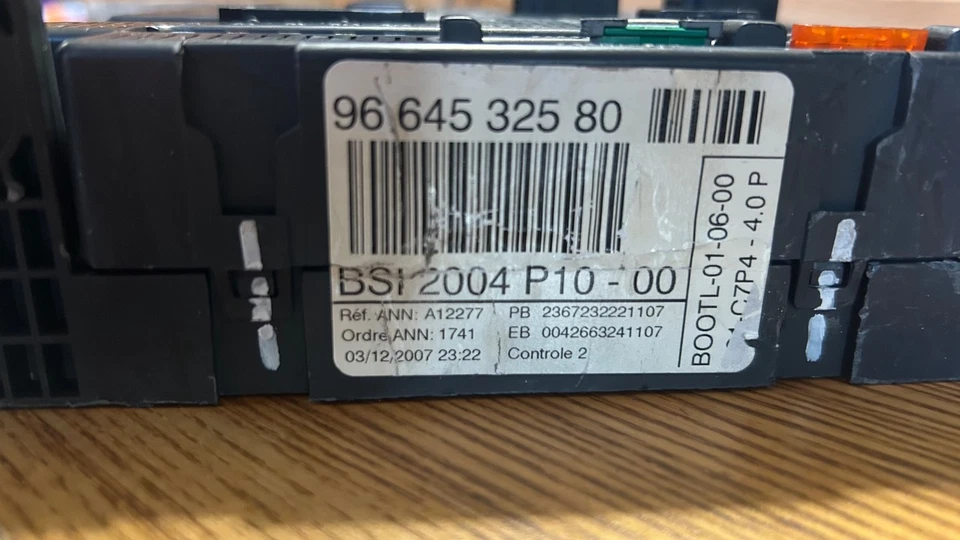 96 645 325 80
BSI 2004 P10 - 00
Réf. ANN: A12277 PB 2367232221107
Ordre ANN: 1741 EB 0042663241107
03/12/2007 23:22 Controle 2
BOOTL-01-06-00
4.0 P